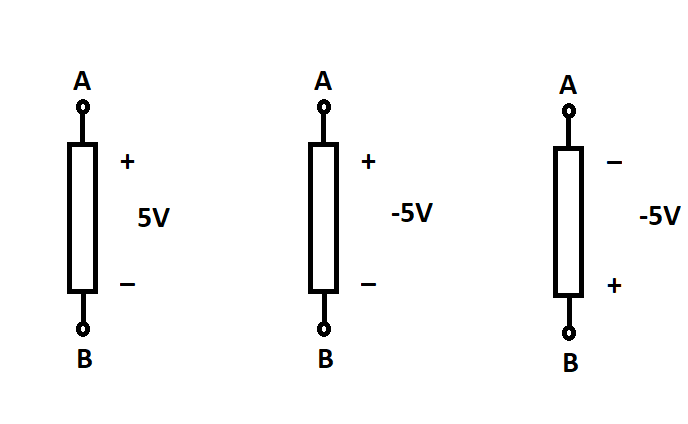 A A A
+ + –
5V -5V -5V
– – +
B B B